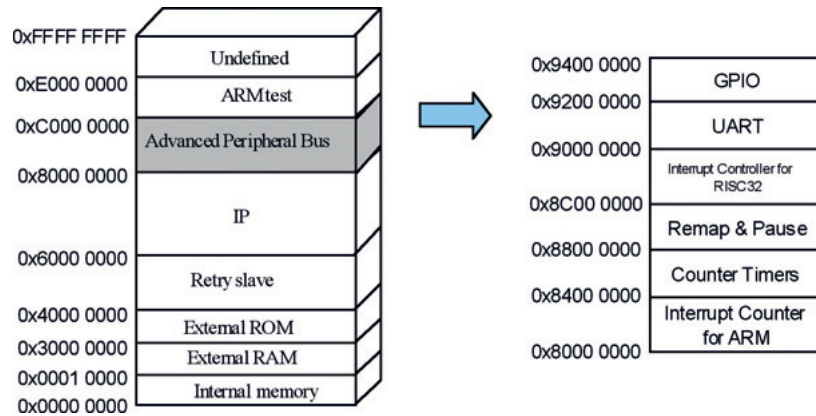 0xFFFF FFFF
Undefined
0xE000 0000
ARM test
0xC000 0000
Advanced Peripheral Bus
0x8000 0000
IP
0x6000 0000
Retry slave
0x4000 0000
External ROM
0x3000 0000
External RAM
0x0001 0000
Internal memory
0x0000 0000
0x9400 0000
GPIO
0x9200 0000
UART
0x9000 0000
Interrupt Controller for
RISC32
0x8C00 0000
Remap & Pause
0x8800 0000
Counter Timers
0x8400 0000
Interrupt Counter
for ARM
0x8000 0000